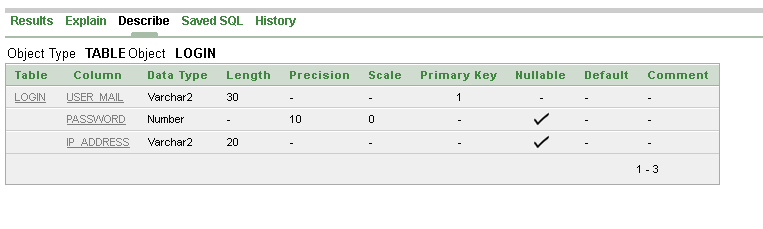 Results Explain Describe Saved SQL History
Object Type TABLE Object LOGIN
Table Column Data Type Length Precision Scale Primary Key Nullable Default Comment
LOGIN USER_MAIL Varchar2 30 - - 1 - - -
PASSWORD Number - 10 0 - - -
IP_ADDRESS Varchar2 20 - - - - -
1 - 3